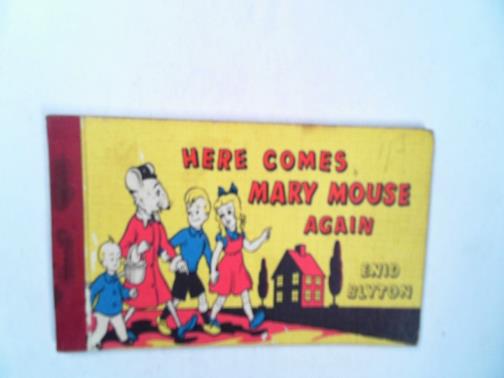 HERE COMES
MARY MOUSE
AGAIN
ENID
BLYTON